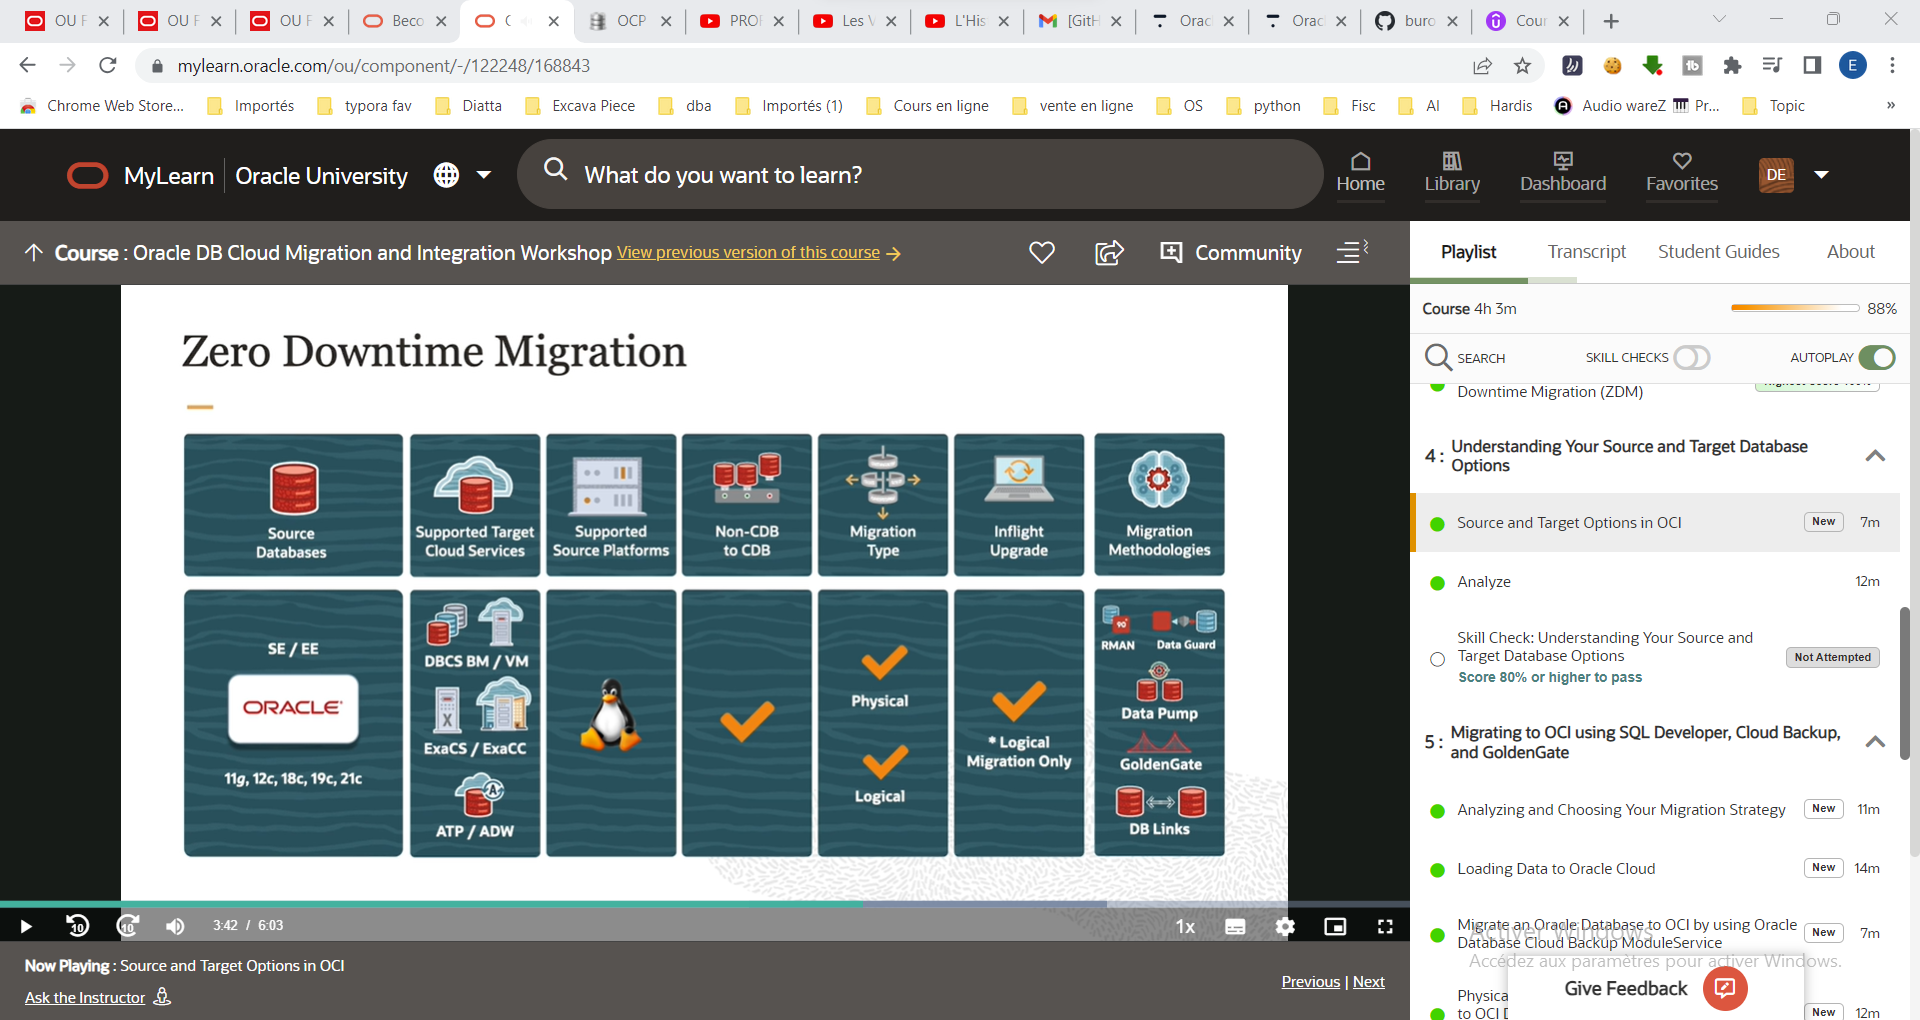 OU F
OU F
OU F
Beco
OCP
PROF
Les V
L'His
[GitH
Orac
Orac
buro
Cour
mylearn.oracle.com/ou/component/-/122248/168843
E
Chrome Web Store...
Importés
typora fav
Diatta
Excava Piece
dba
Importés (1)
Cours en ligne
vente en ligne
OS
python
Fisc
AI
Hardis
Audio wareZ
Pr...
Topic
»
MyLearn
Oracle University
What do you want to learn?
Home
Library
Dashboard
Favorites
DE
Course : Oracle DB Cloud Migration and Integration Workshop View previous version of this course →
Community
Playlist
Transcript
Student Guides
About
Course 4h 3m
88%
SEARCH
SKILL CHECKS
AUTOPLAY
Downtime Migration (ZDM)
4 : Understanding Your Source and Target Database
Options
Source and Target Options in OCI
New
7m
Analyze
12m
Skill Check: Understanding Your Source and
Target Database Options
Score 80% or higher to pass
Not Attempted
5 : Migrating to OCI using SQL Developer, Cloud Backup,
and GoldenGate
Analyzing and Choosing Your Migration Strategy
New
11m
Loading Data to Oracle Cloud
New
14m
Migrate an Oracle Database to OCI by using Oracle
Database Cloud Backup ModuleService
New
7m
Activer Windows
Accédez aux paramètres pour activer Windows.
Physica
to OCI
New
12m
Give Feedback
Zero Downtime Migration
Source
Databases
Supported Target
Cloud Services
Supported
Source Platforms
Non-CDB
to CDB
Migration
Type
Inflight
Upgrade
Migration
Methodologies
SE / EE
ORACLE
11g, 12c, 18c, 19c, 21c
DBCS BM / VM
X
ExaCS / ExaCC
A
ATP / ADW
Physical
Logical
* Logical
Migration Only
RMAN
Data Guard
Data Pump
GoldenGate
DB Links
10
10
3:42 / 6:03
1x
Now Playing : Source and Target Options in OCI
Ask the Instructor
Previous | Next